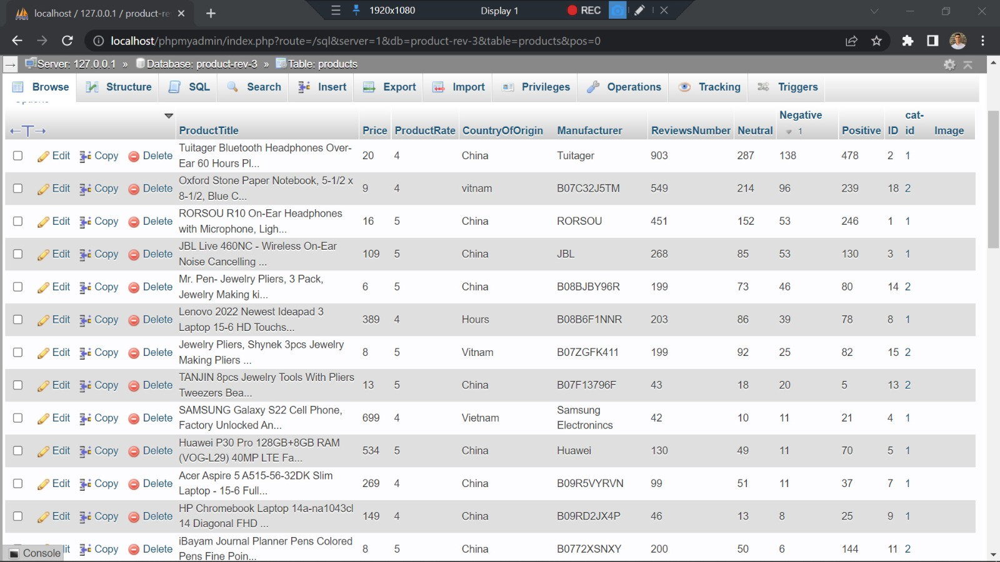 localhost / 127.0.0.1 / product-re
1920x1080 Display 1 REC
localhost/phpmyadmin/index.php?route=/sql&server=1&db=product-rev-3&table=products&pos=0
Server: 127.0.0.1 » Database: product-rev-3 » Table: products
Browse Structure SQL Search Insert Export Import Privileges Operations Tracking Triggers
Options
ProductTitle Price ProductRate CountryOfOrigin Manufacturer ReviewsNumber Neutral Negative 1 Positive ID cat-id Image
Edit Copy Delete Tuitager Bluetooth Headphones Over-
Ear 60 Hours Pl... 20 4 China Tuitager 903 287 138 478 2 1
Edit Copy Delete Oxford Stone Paper Notebook, 5-1/2 x
8-1/2, Blue C... 9 4 vitnam B07C32J5TM 549 214 96 239 18 2
Edit Copy Delete RORSOU R10 On-Ear Headphones
with Microphone, Ligh... 16 5 China RORSOU 451 152 53 246 1 1
Edit Copy Delete JBL Live 460NC - Wireless On-Ear
Noise Cancelling ... 109 5 China JBL 268 85 53 130 3 1
Edit Copy Delete Mr. Pen- Jewelry Pliers, 3 Pack,
Jewelry Making ki... 6 5 China B08BJBY96R 199 73 46 80 14 2
Edit Copy Delete Lenovo 2022 Newest Ideapad 3
Laptop 15-6 HD Touchs... 389 4 Hours B08B6F1NNR 203 86 39 78 8 1
Edit Copy Delete Jewelry Pliers, Shynek 3pcs Jewelry
Making Pliers ... 8 5 Vitnam B07ZGFK411 199 92 25 82 15 2
Edit Copy Delete TANJIN 8pcs Jewelry Tools With Pliers
Tweezers Bea... 13 5 China B07F13796F 43 18 20 5 13 2
Edit Copy Delete SAMSUNG Galaxy S22 Cell Phone,
Factory Unlocked An... 699 4 Vietnam Samsung Electronincs 42 10 11 21 4 1
Edit Copy Delete Huawei P30 Pro 128GB+8GB RAM
(VOG-L29) 40MP LTE Fa... 534 5 China Huawei 130 49 11 70 5 1
Edit Copy Delete Acer Aspire 5 A515-56-32DK Slim
Laptop - 15-6 Full... 269 4 China B09R5VYRVN 99 51 11 37 7 1
Edit Copy Delete HP Chromebook Laptop 14a-na1043cl
14 Diagonal FHD ... 149 4 China B09RD2JX4P 46 13 8 25 9 1
Copy Delete iBayam Journal Planner Pens Colored
Pens Fine Poin... 8 5 China B0772XSNXY 200 50 6 144 11 2
Console